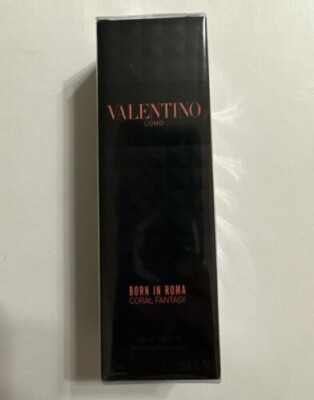 VALENTINO
UOMO
BORN IN ROMA
CORAL FANTASY